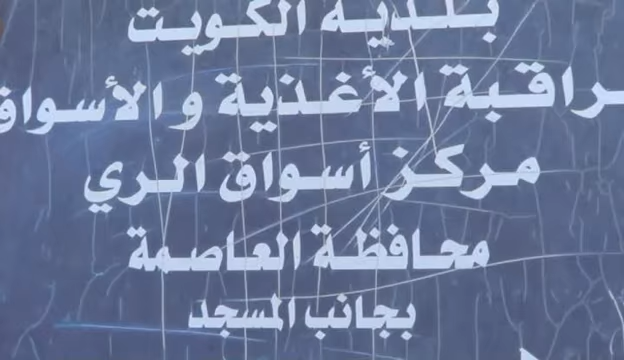 بلدية الكويت
مراقبة الأغذية والأسواق
مركز أسواق الري
محافظة العاصمة
بجانب المسجد